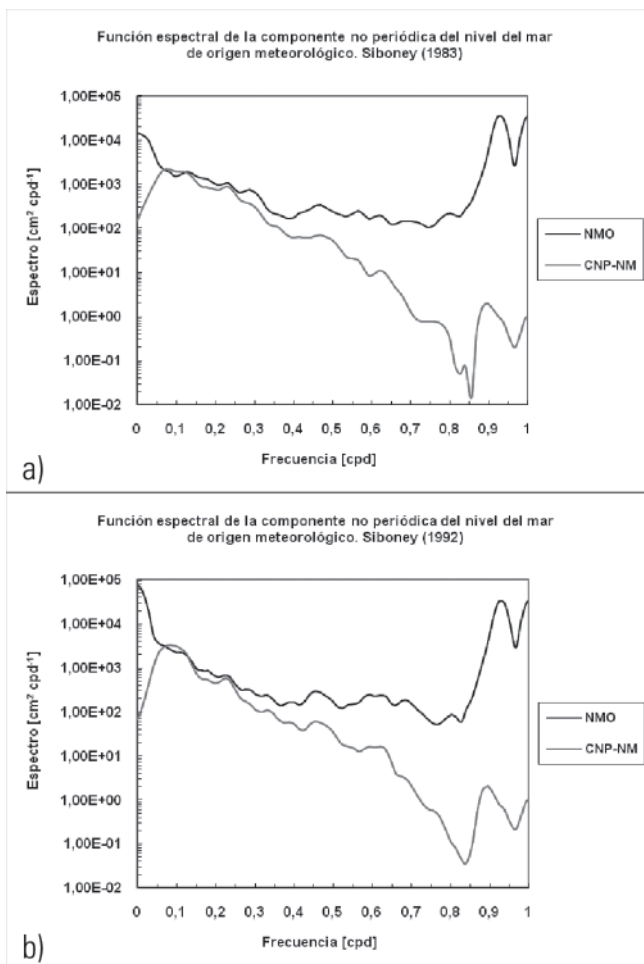 Función espectral de la componente no periódica del nivel del mar
de origen meteorológico. Siboney (1983)
1,00E+05
1,00E+04
1,00E+03
1,00E+02
1,00E+01
1,00E+00
1,00E-01
1,00E-02
Espectro [cm² cpd⁻¹]
0 0,1 0,2 0,3 0,4 0,5 0,6 0,7 0,8 0,9 1
Frecuencia [cpd]
NMO
CNP-NM
a)
Función espectral de la componente no periódica del nivel del mar
de origen meteorológico. Siboney (1992)
1,00E+05
1,00E+04
1,00E+03
1,00E+02
1,00E+01
1,00E+00
1,00E-01
1,00E-02
Espectro [cm² cpd⁻¹]
0 0,1 0,2 0,3 0,4 0,5 0,6 0,7 0,8 0,9 1
Frecuencia [cpd]
NMO
CNP-NM
b)